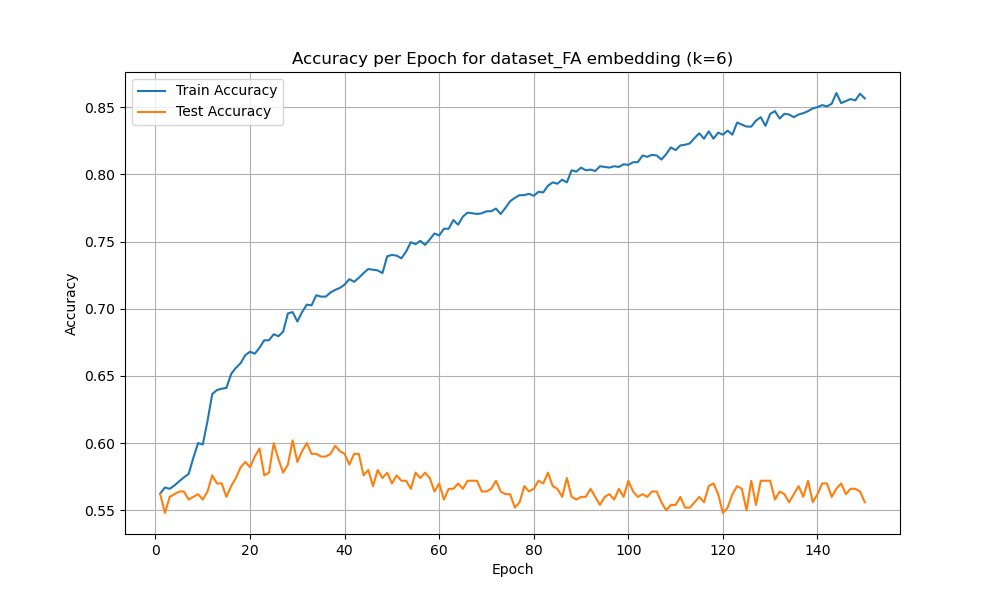 Accuracy per Epoch for dataset_FA embedding (k=6)
Train Accuracy
Test Accuracy
0.85
0.80
0.75
0.70
0.65
0.60
0.55
Accuracy
0 20 40 60 80 100 120 140
Epoch